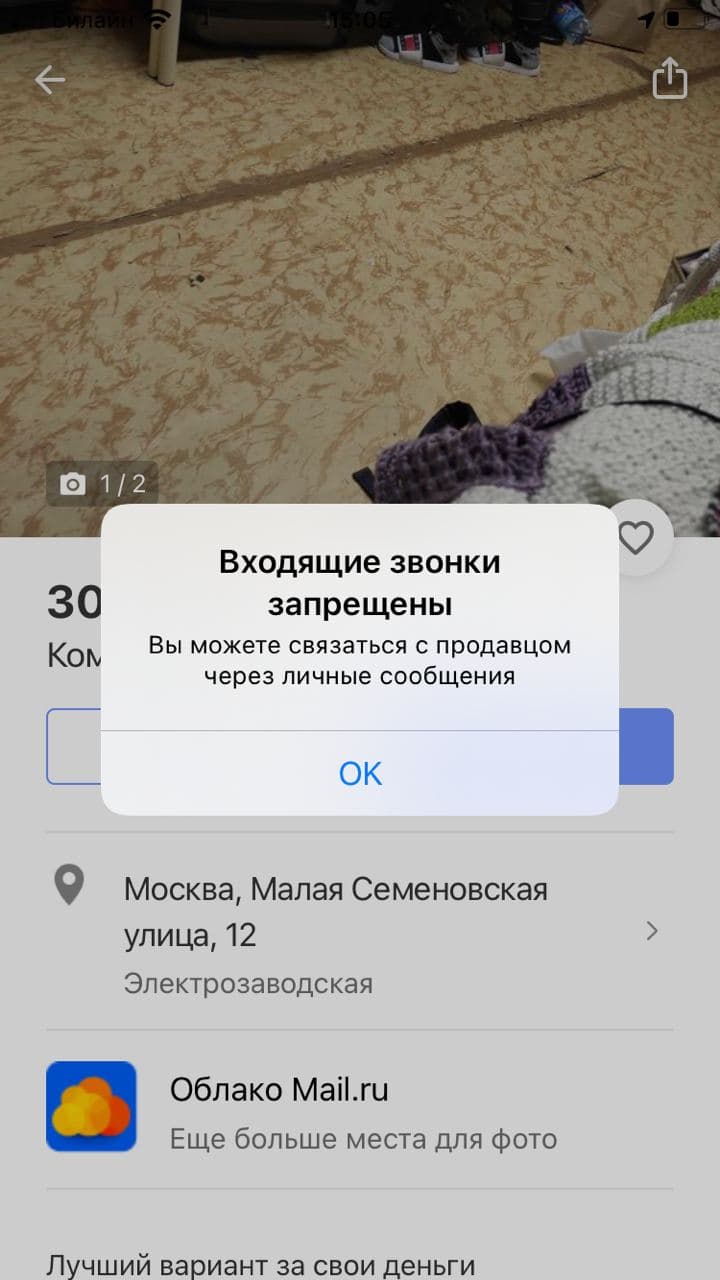 Билайн 15:05
1 / 2
Входящие звонки
запрещены
Вы можете связаться с продавцом
через личные сообщения
OK
30
Ком
Москва, Малая Семеновская
улица, 12
Электрозаводская
Облако Mail.ru
Еще больше места для фото
Лучший вариант за свои деньги